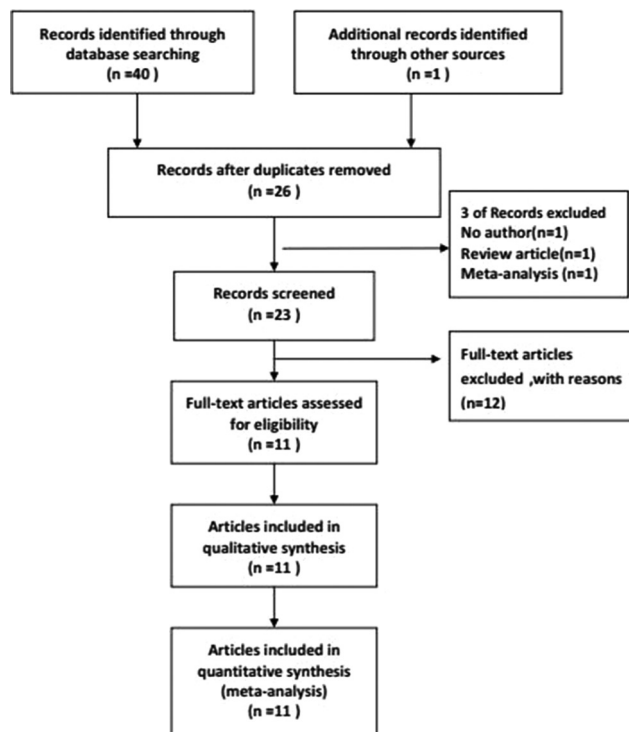 Records identified through
database searching
(n =40 )
Additional records identified
through other sources
(n =1 )
Records after duplicates removed
(n =26 )
3 of Records excluded
No author(n=1)
Review article(n=1)
Meta-analysis (n=1)
Records screened
(n =23 )
Full-text articles
excluded ,with reasons
(n=12)
Full-text articles assessed
for eligibility
(n =11 )
Articles included in
qualitative synthesis
(n =11 )
Articles included in
quantitative synthesis
(meta-analysis)
(n =11 )